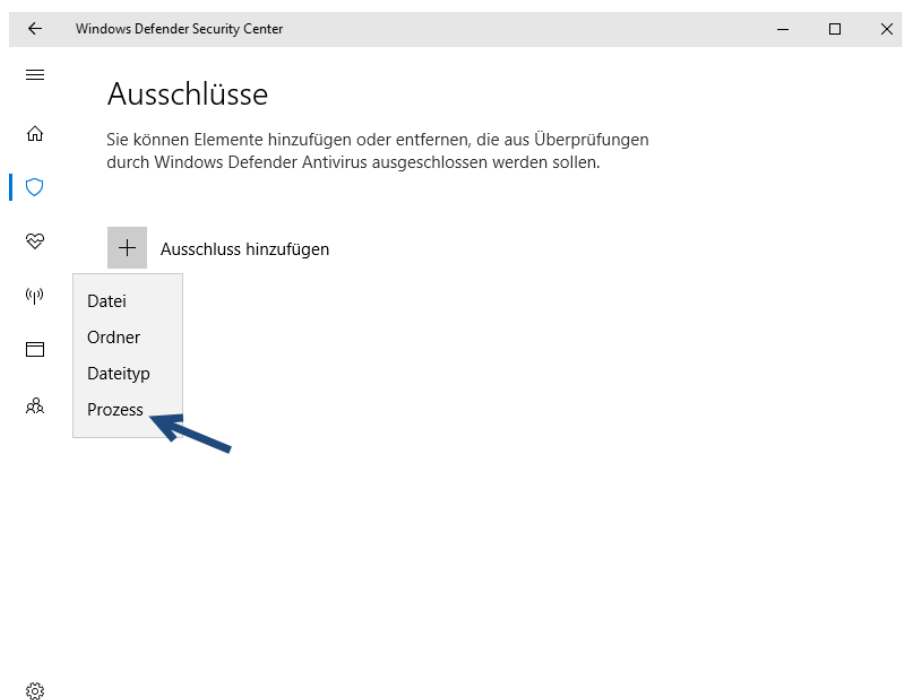 Windows Defender Security Center
Ausschlüsse
Sie können Elemente hinzufügen oder entfernen, die aus Überprüfungen
durch Windows Defender Antivirus ausgeschlossen werden sollen.
Ausschluss hinzufügen
Datei
Ordner
Dateityp
Prozess